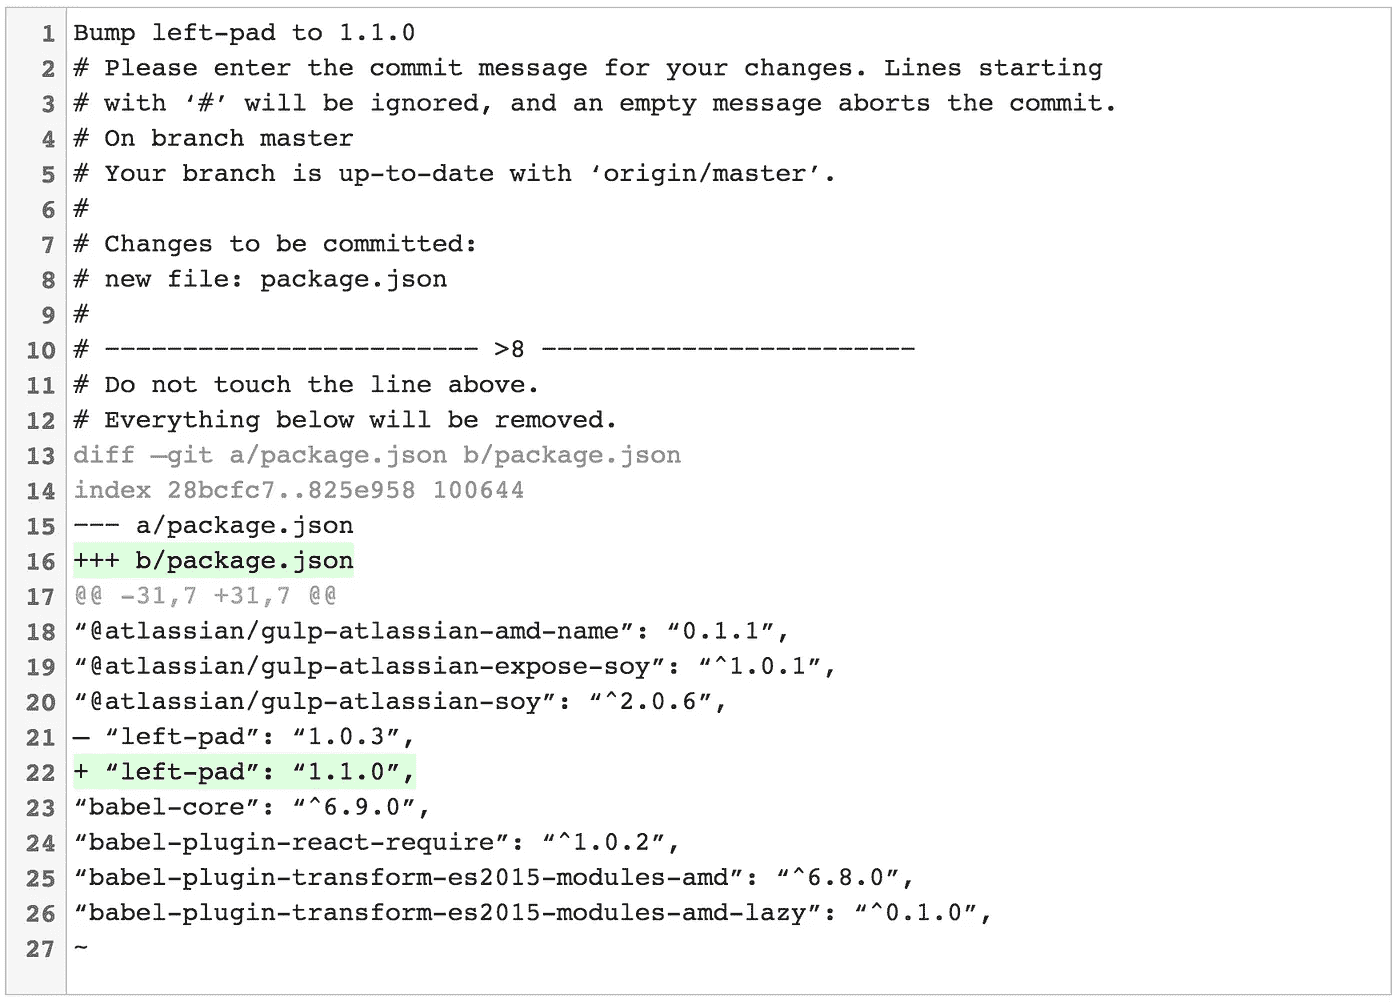 1 Bump left-pad to 1.1.0
2 # Please enter the commit message for your changes. Lines starting
3 # with ‘#’ will be ignored, and an empty message aborts the commit.
4 # On branch master
5 # Your branch is up-to-date with ‘origin/master’.
6 #
7 # Changes to be committed:
8 # new file: package.json
9 #
10 # ------------------------ >8 ------------------------
11 # Do not touch the line above.
12 # Everything below will be removed.
13 diff —git a/package.json b/package.json
14 index 28bcfc7..825e958 100644
15 --- a/package.json
16 +++ b/package.json
17 @@ -31,7 +31,7 @@
18 “@atlassian/gulp-atlassian-amd-name”: “0.1.1”,
19 “@atlassian/gulp-atlassian-expose-soy”: “^1.0.1”,
20 “@atlassian/gulp-atlassian-soy”: “^2.0.6”,
21 — “left-pad”: “1.0.3”,
22 + “left-pad”: “1.1.0”,
23 “babel-core”: “^6.9.0”,
24 “babel-plugin-react-require”: “^1.0.2”,
25 “babel-plugin-transform-es2015-modules-amd”: “^6.8.0”,
26 “babel-plugin-transform-es2015-modules-amd-lazy”: “^0.1.0”,
27 ~